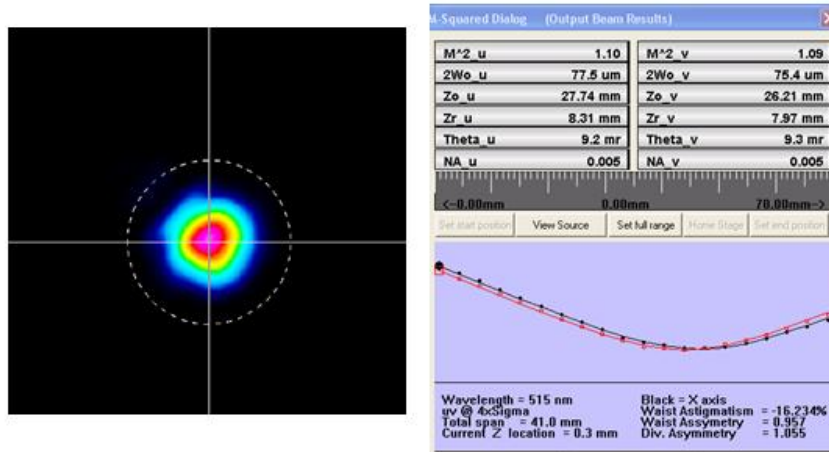 M-Squared Dialog (Output Beam Results)
M^2_u 1.10 M^2_v 1.09
2Wo_u 77.5 um 2Wo_v 75.4 um
Zo_u 27.74 mm Zo_v 26.21 mm
Zr_u 8.31 mm Zr_v 7.97 mm
Theta_u 9.2 mr Theta_v 9.3 mr
NA_u 0.005 NA_v 0.005
<-0.00mm 0.00mm 70.00mm->
Set start position View Source Set full range Home Stage Set end position
Wavelength = 515 nm Black = X axis
uv @ 4xSigma Waist Astigmatism = -16.234%
Total span = 41.0 mm Waist Assymetry = 0.957
Current Z location = 0.3 mm Div. Asymmetry = 1.055